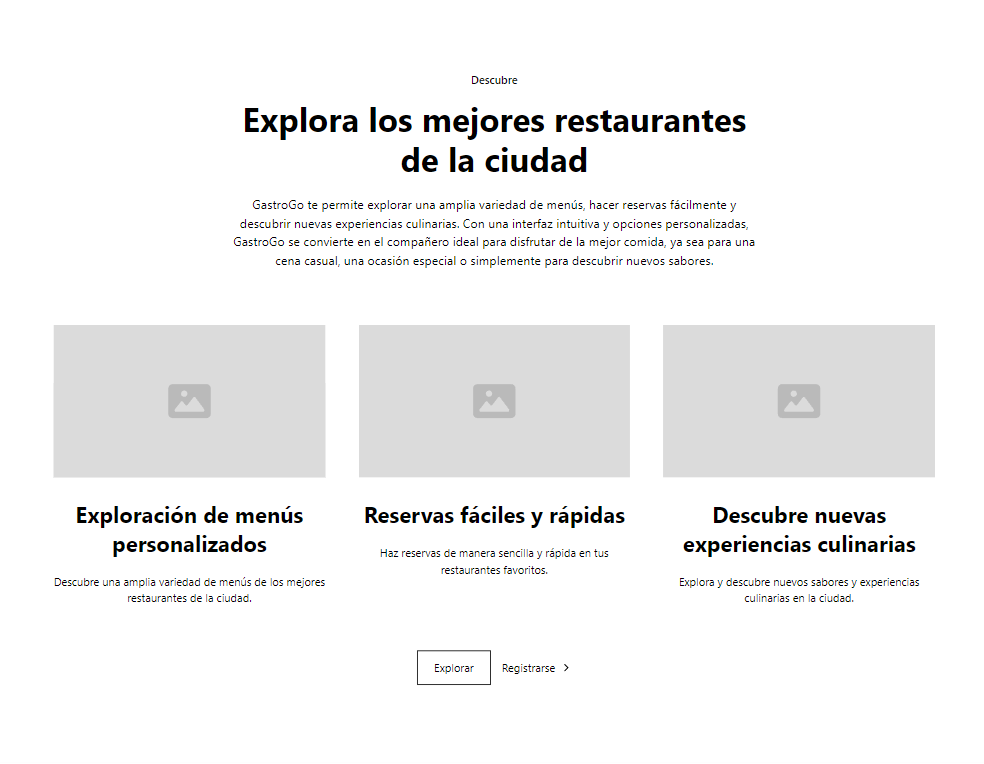 Descubre
Explora los mejores restaurantes
de la ciudad
GastroGo te permite explorar una amplia variedad de menús, hacer reservas fácilmente y
descubrir nuevas experiencias culinarias. Con una interfaz intuitiva y opciones personalizadas,
GastroGo se convierte en el compañero ideal para disfrutar de la mejor comida, ya sea para una
cena casual, una ocasión especial o simplemente para descubrir nuevos sabores.
Exploración de menús
personalizados
Descubre una amplia variedad de menús de los mejores
restaurantes de la ciudad.
Reservas fáciles y rápidas
Haz reservas de manera sencilla y rápida en tus
restaurantes favoritos.
Descubre nuevas
experiencias culinarias
Explora y descubre nuevos sabores y experiencias
culinarias en la ciudad.
Explorar
Registrarse